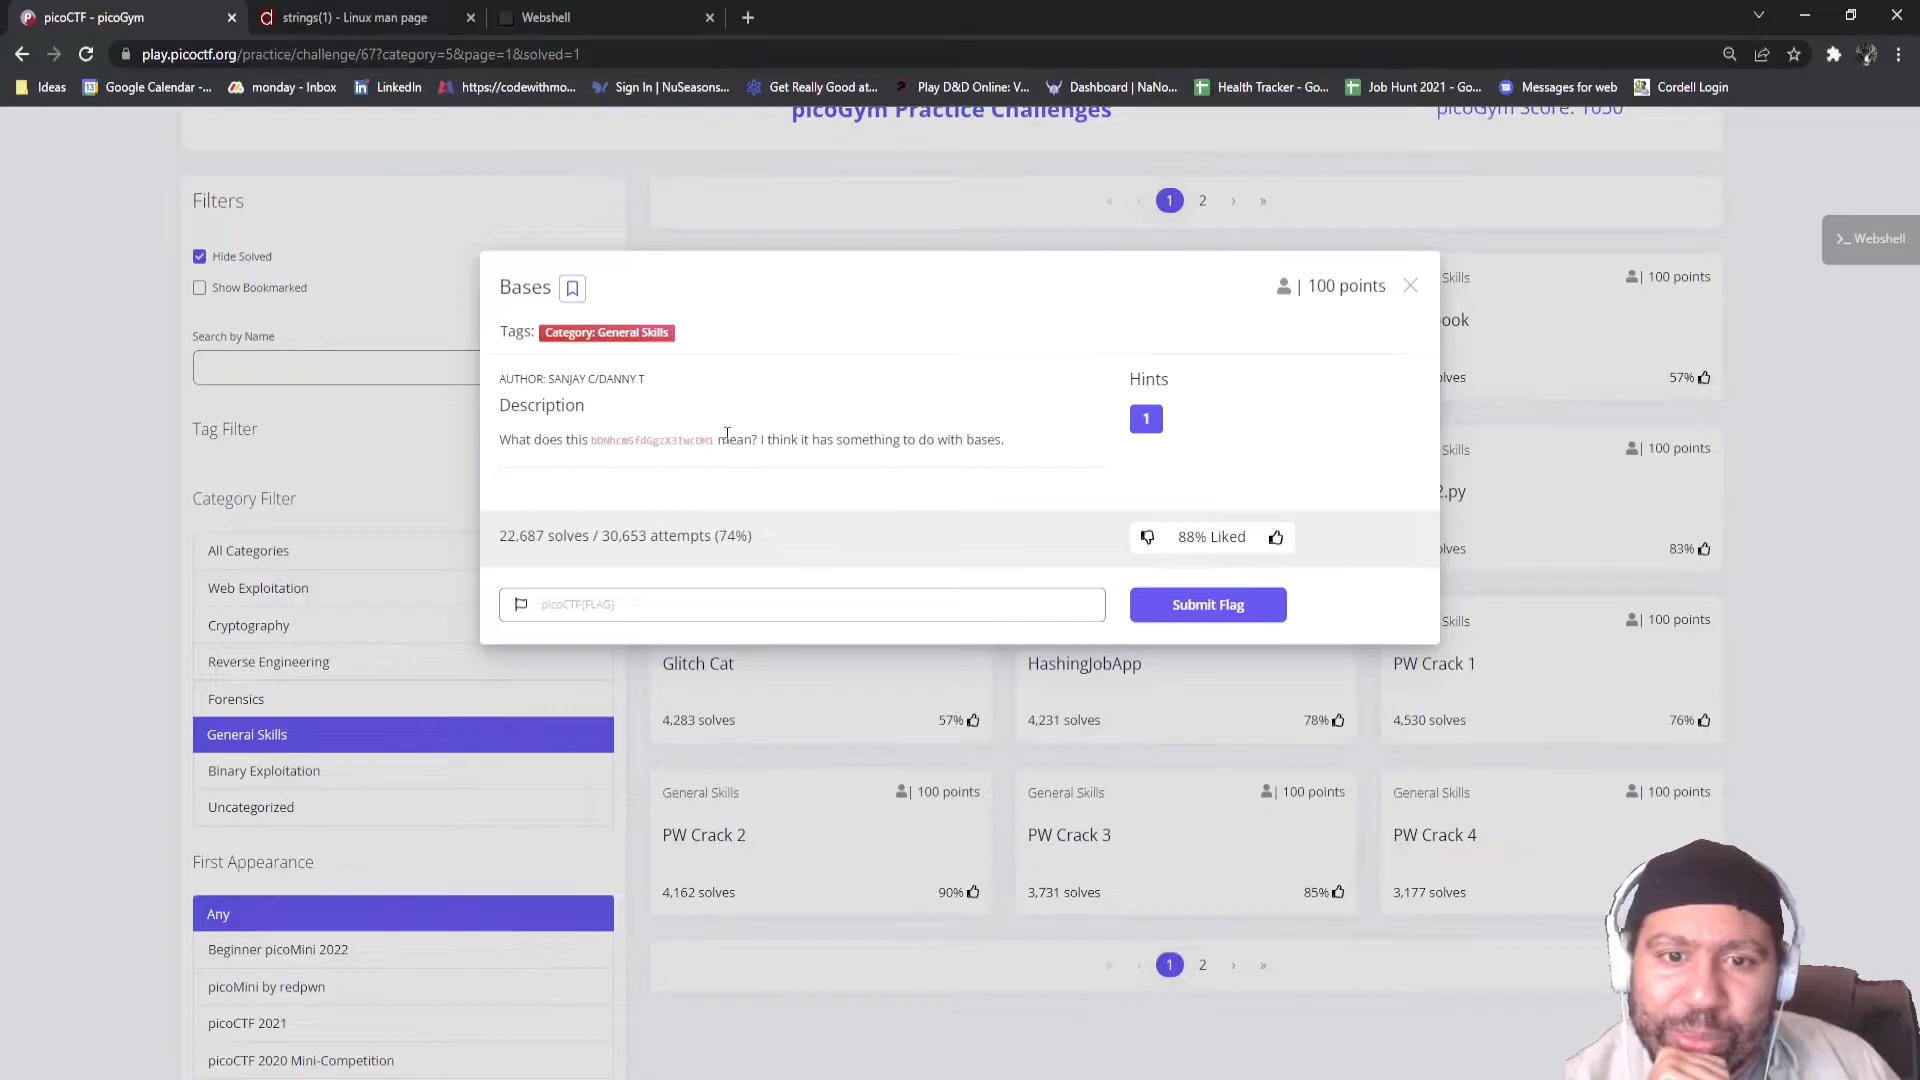 picoCTF - picoGym
strings(1) - Linux man page
Webshell
play.picoctf.org/practice/challenge/67?category=5&page=1&solved=1
Ideas
Google Calendar -...
monday - Inbox
LinkedIn
https://codewithmo...
Sign In | NuSeasons...
Get Really Good at...
Play D&D Online: V...
Dashboard | NaNo...
Health Tracker - Go...
Job Hunt 2021 - Go...
Messages for web
Cordell Login
picoGym Practice Challenges
picoGym Score: 1650
Filters
« ‹ 1 2 › »
Hide Solved
Show Bookmarked
Search by Name
Tag Filter
Category Filter
All Categories
Web Exploitation
Cryptography
Reverse Engineering
Forensics
General Skills
Binary Exploitation
Uncategorized
First Appearance
Any
Beginner picoMini 2022
picoMini by redpwn
picoCTF 2021
picoCTF 2020 Mini-Competition
>_ Webshell
Bases
| 100 points
Tags: Category: General Skills
AUTHOR: SANJAY C/DANNY T
Description
What does this bDNhcm5fdGgzX3IwcDM1 mean? I think it has something to do with bases.
Hints
1
22,687 solves / 30,653 attempts (74%)
88% Liked
picoCTF{FLAG}
Submit Flag
Skills
| 100 points
ook
lves
57%
Skills
| 100 points
2.py
lves
83%
Skills
| 100 points
Glitch Cat
4,283 solves
57%
HashingJobApp
4,231 solves
78%
PW Crack 1
4,530 solves
76%
General Skills
| 100 points
PW Crack 2
4,162 solves
90%
General Skills
| 100 points
PW Crack 3
3,731 solves
85%
General Skills
| 100 points
PW Crack 4
3,177 solves
« ‹ 1 2 › »